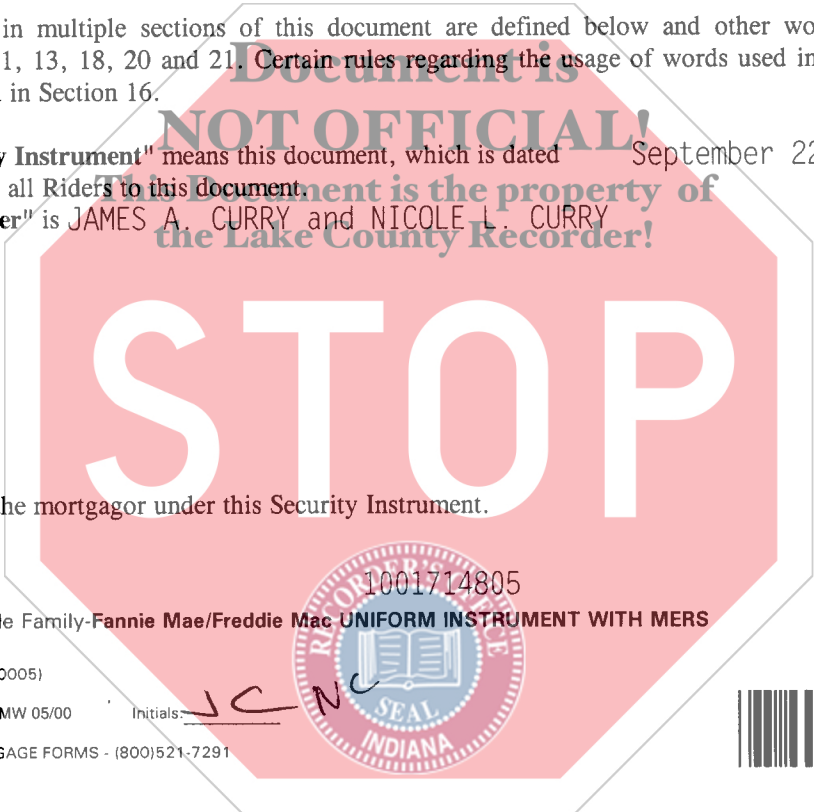 in multiple sections of this document are defined below and other wo
1, 13, 18, 20 and 21. Certain rules regarding the usage of words used in
in Section 16.
Document is
NOT OFFICIAL!
This Document is the property of
the Lake County Recorder!
y Instrument" means this document, which is dated September 22
all Riders to this document.
er" is JAMES A. CURRY and NICOLE L. CURRY
STOP
he mortgagor under this Security Instrument.
1001714805
le Family-Fannie Mae/Freddie Mac UNIFORM INSTRUMENT WITH MERS
0005)
MW 05/00 Initials: JC NC
GAGE FORMS - (800)521-7291
RECORDER'S OFFICE
SEAL
INDIANA